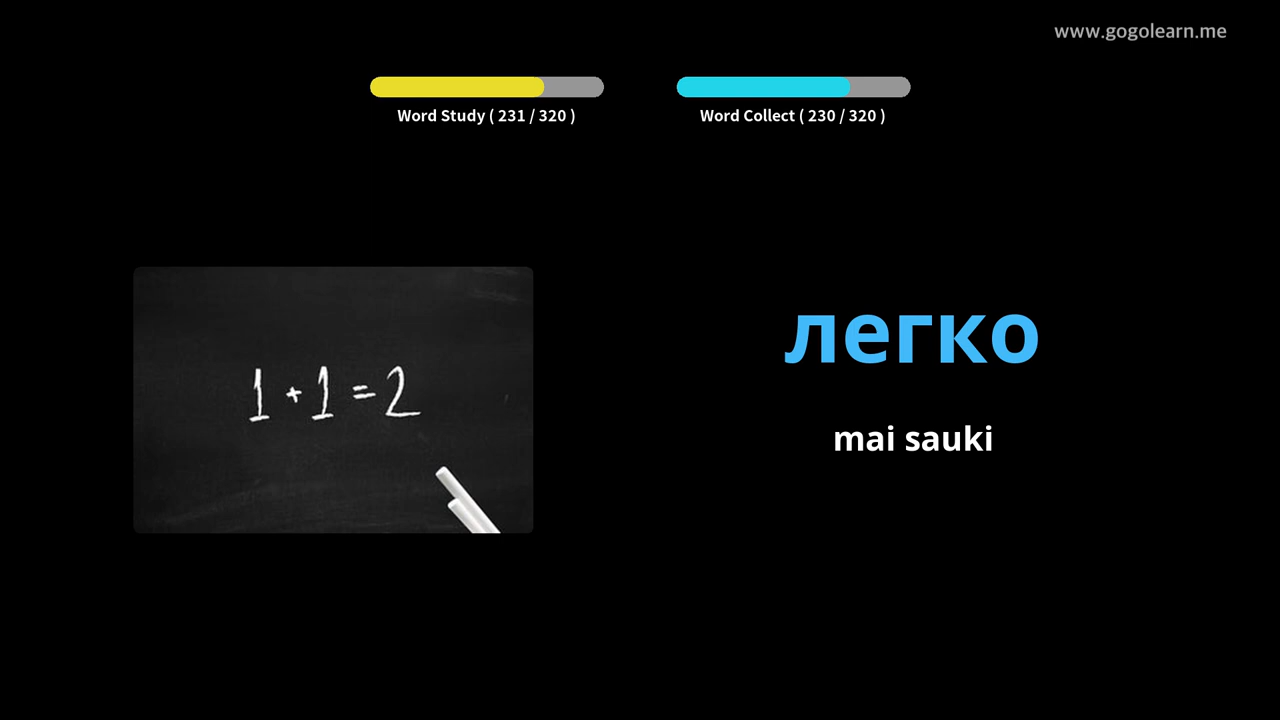 www.gogolearn.me
Word Study ( 231 / 320 )
Word Collect ( 230 / 320 )
1 + 1 = 2
легко
mai sauki